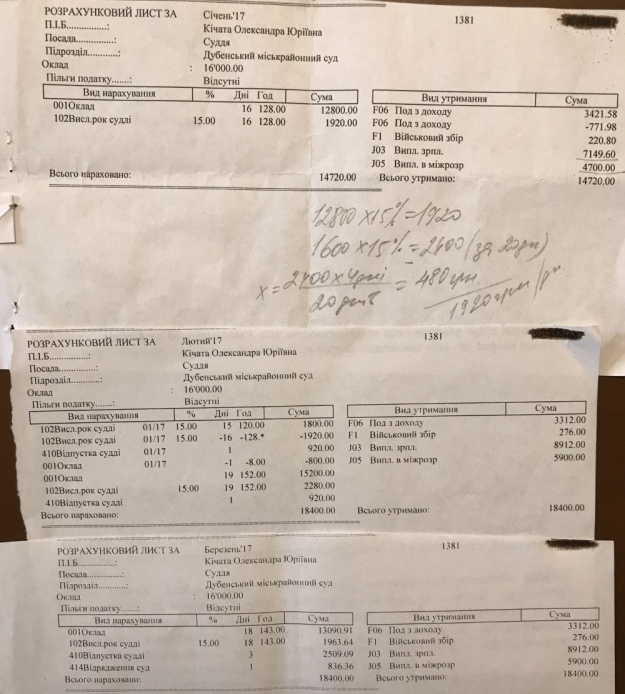 РОЗРАХУНКОВИЙ ЛИСТ ЗА Січень'17 1381
П.І.Б.................: Кічата Олександра Юріївна
Посада................: Суддя
Підрозділ.............: Дубенський міськрайонний суд
Оклад : 16'000.00
Пільги податку.......: Відсутні
Вид нарахування % Дні Год Сума Вид утримання Сума
001Оклад 16 128.00 12800.00 F06 Под з доходу 3421.58
102Висл.рок судді 15.00 16 128.00 1920.00 F06 Под з доходу -771.98
F1 Військовий збір 220.80
J03 Випл. зрпл. 7149.60
J05 Випл. в міжрозр 4700.00
Всього нараховано: 14720.00 Всього утримано: 14720.00
12800 x 15% = 1920
1600 x 15% = 2400 (за 20дн)
x = 2400 x 4дні / 20 днів = 480 грн
1920грн
РОЗРАХУНКОВИЙ ЛИСТ ЗА Лютий'17 1381
П.І.Б.................: Кічата Олександра Юріївна
Посада................: Суддя
Підрозділ.............: Дубенський міськрайонний суд
Оклад : 16'000.00
Пільги податку.......: Відсутні
Вид нарахування % Дні Год Сума Вид утримання Сума
102Висл.рок судді 01/17 15.00 15 120.00 1800.00 F06 Под з доходу 3312.00
102Висл.рок судді 01/17 15.00 -16 -128.* -1920.00 F1 Військовий збір 276.00
410Відпустка судді 01/17 1 920.00 J03 Випл. зрпл. 8912.00
001Оклад 01/17 -1 -8.00 -800.00 J05 Випл. в міжрозр 5900.00
001Оклад 19 152.00 15200.00
102Висл.рок судді 15.00 19 152.00 2280.00
410Відпустка судді 1 920.00
Всього нараховано: 18400.00 Всього утримано: 18400.00
РОЗРАХУНКОВИЙ ЛИСТ ЗА Березень'17 1381
П.І.Б.................: Кічата Олександра Юріївна
Посада................: Суддя
Підрозділ.............: Дубенський міськрайонний суд
Оклад : 16'000.00
Пільги податку.......: Відсутні
Вид нарахування % Дні Год Сума Вид утримання Сума
001Оклад 18 143.00 13090.91 F06 Под з доходу 3312.00
102Висл.рок судді 15.00 18 143.00 1963.64 F1 Військовий збір 276.00
410Відпустка судді 3 2509.09 J03 Випл. зрпл. 8912.00
414Відрядження суд 1 836.36 J05 Випл. в міжрозр 5900.00
Всього нараховано: 18400.00 Всього утримано: 18400.00